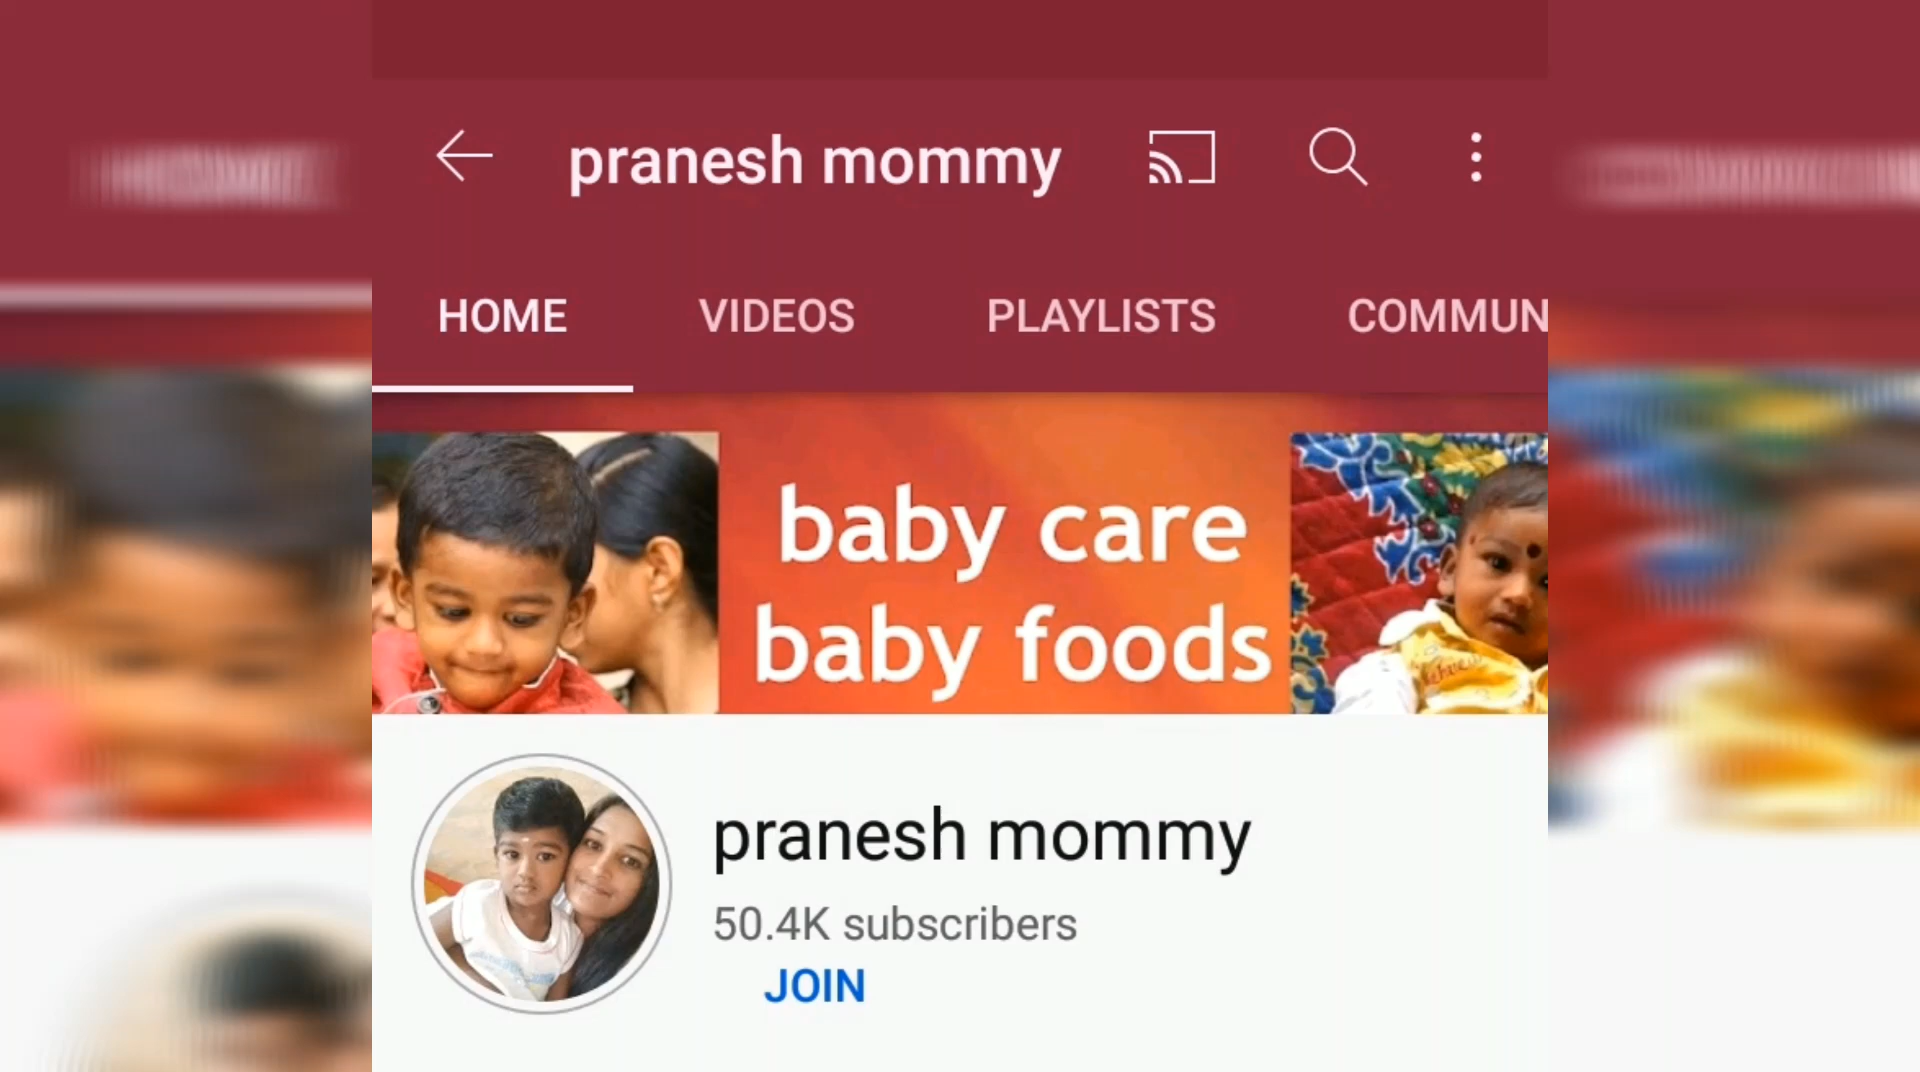 pranesh mommy
HOME VIDEOS PLAYLISTS COMMUN
baby care
baby foods
pranesh mommy
50.4K subscribers
JOIN